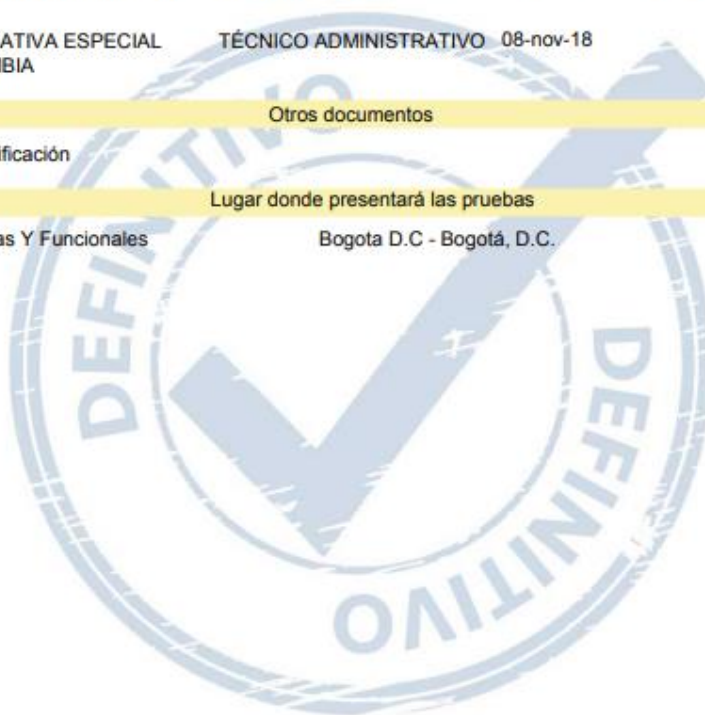 ATIVA ESPECIAL TÉCNICO ADMINISTRATIVO 08-nov-18
BIA
Otros documentos
ificación
Lugar donde presentará las pruebas
as Y Funcionales Bogota D.C - Bogotá, D.C.
DEFINITIVO
DEFINITIVO